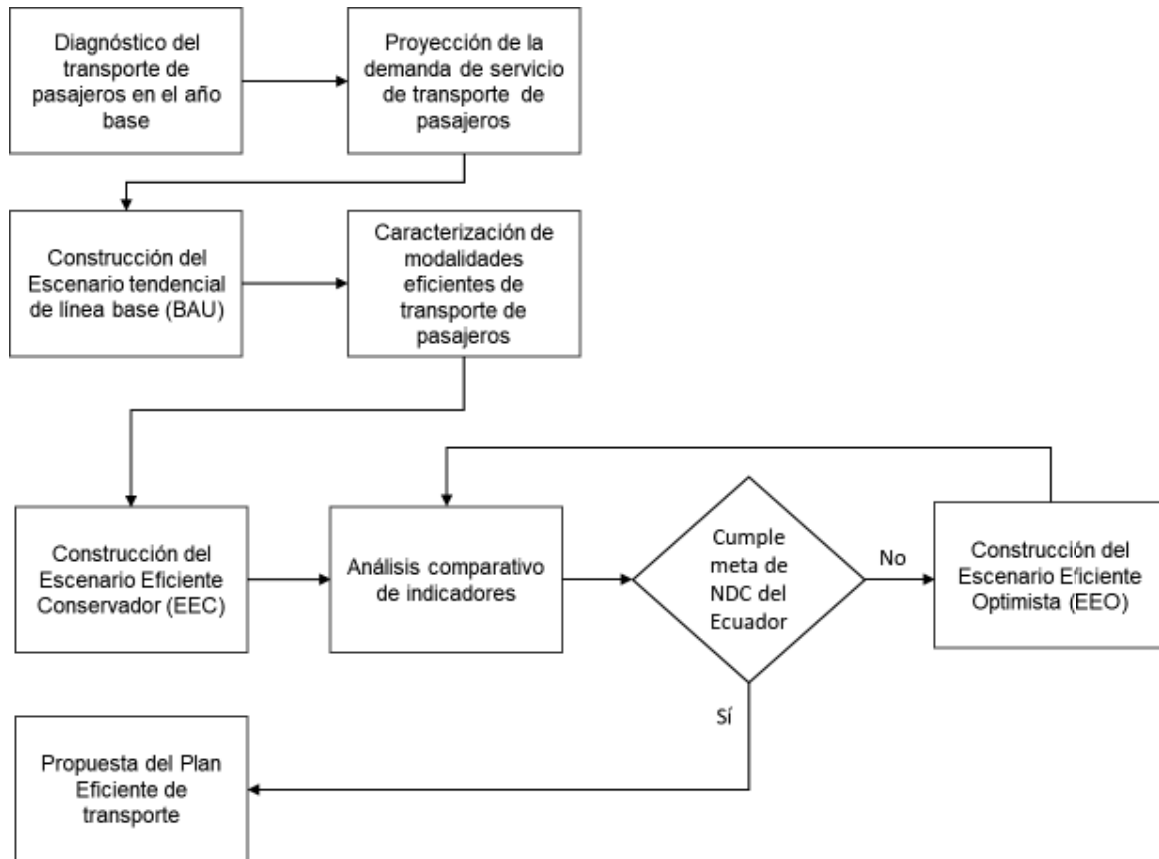 Diagnóstico del
transporte de
pasajeros en el año
base
Proyección de la
demanda de servicio
de transporte de
pasajeros
Construcción del
Escenario tendencial
de línea base (BAU)
Caracterización de
modalidades
eficientes de
transporte de
pasajeros
Construcción del
Escenario Eficiente
Conservador (EEC)
Análisis comparativo
de indicadores
Cumple
meta de
NDC del
Ecuador
No
Construcción del
Escenario Eficiente
Optimista (EEO)
Sí
Propuesta del Plan
Eficiente de
transporte